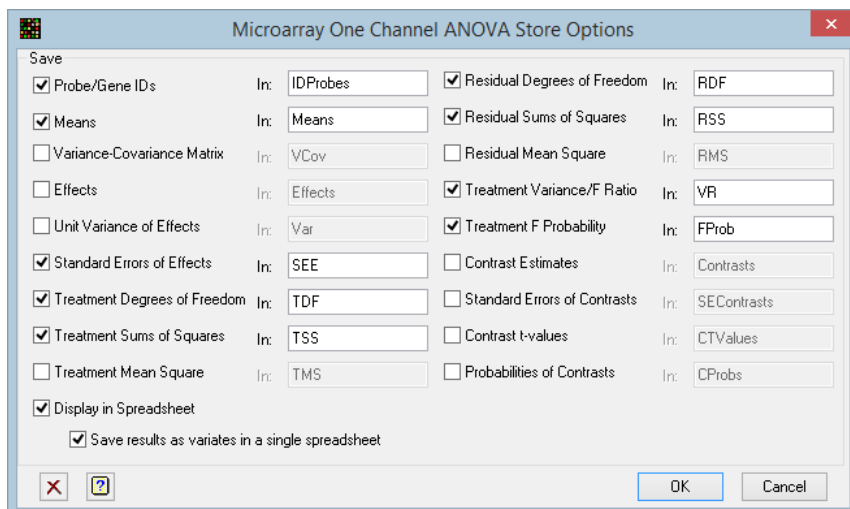 Microarray One Channel ANOVA Store Options
Save
Probe/Gene IDs In: IDProbes
Means In: Means
Variance-Covariance Matrix In: VCov
Effects In: Effects
Unit Variance of Effects In: Var
Standard Errors of Effects In: SEE
Treatment Degrees of Freedom In: TDF
Treatment Sums of Squares In: TSS
Treatment Mean Square In: TMS
Residual Degrees of Freedom In: RDF
Residual Sums of Squares In: RSS
Residual Mean Square In: RMS
Treatment Variance/F Ratio In: VR
Treatment F Probability In: FProb
Contrast Estimates In: Contrasts
Standard Errors of Contrasts In: SEContrasts
Contrast t-values In: CTValues
Probabilities of Contrasts In: CProbs
Display in Spreadsheet
Save results as variates in a single spreadsheet
OK
Cancel